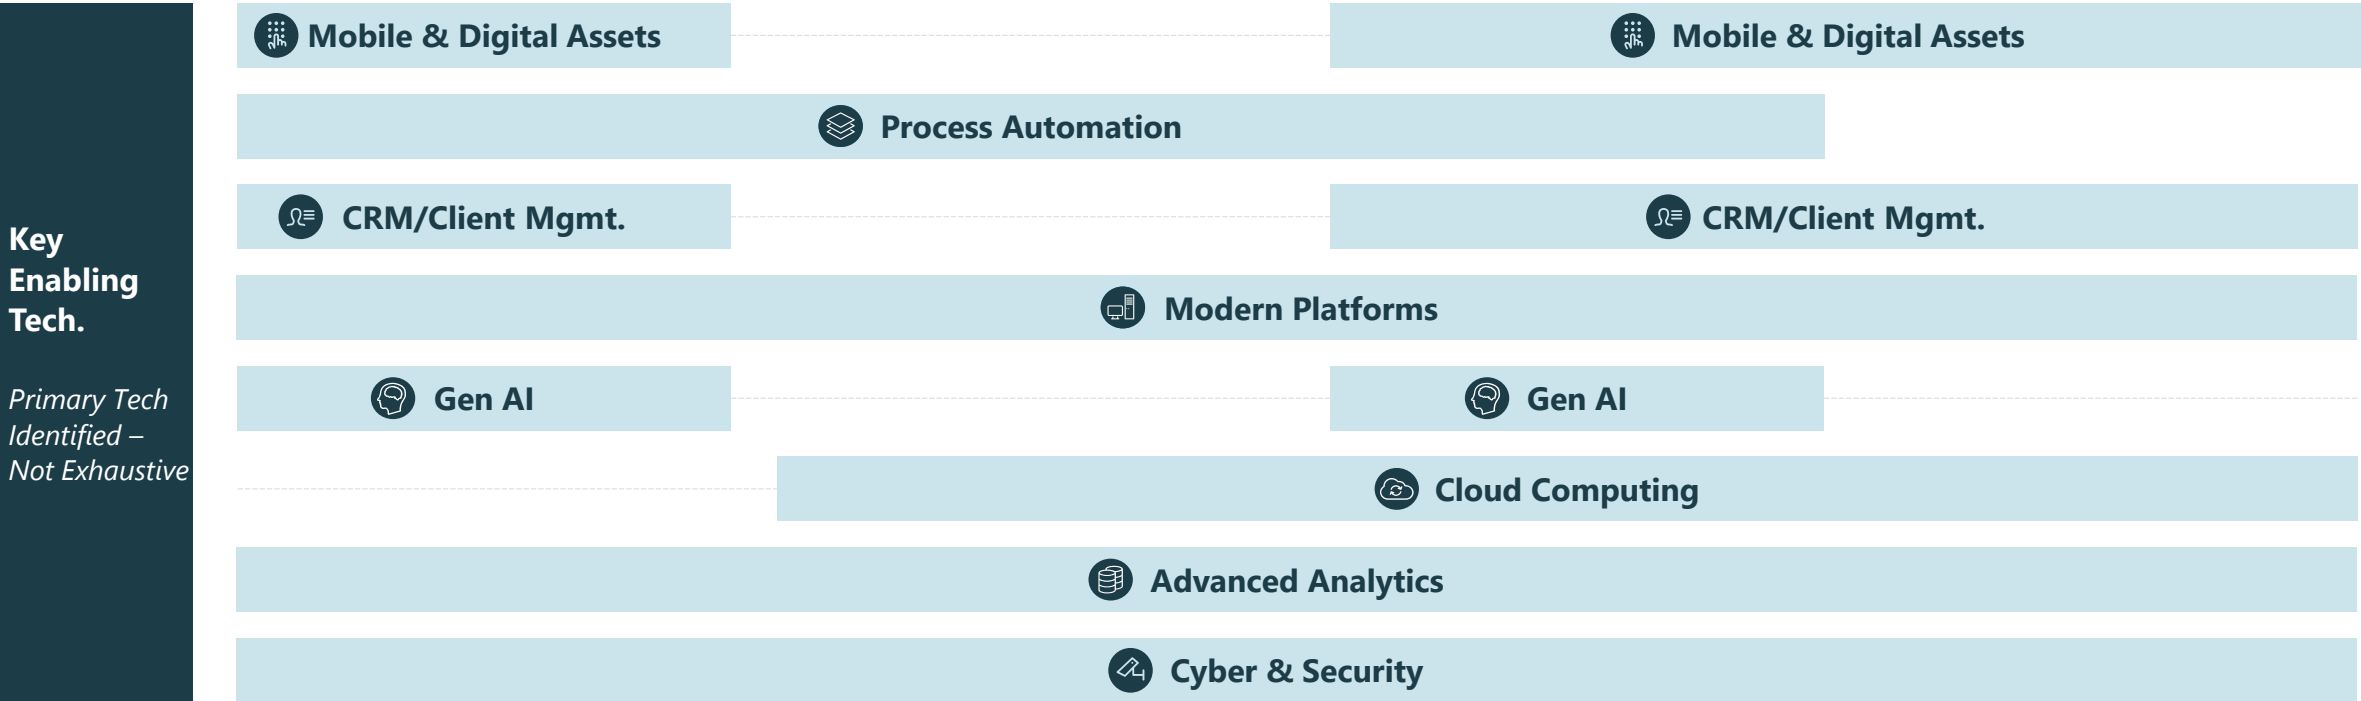 Key
Enabling
Tech.
Primary Tech
Identified –
Not Exhaustive
Mobile & Digital Assets
Mobile & Digital Assets
Process Automation
CRM/Client Mgmt.
CRM/Client Mgmt.
Modern Platforms
Gen AI
Gen AI
Cloud Computing
Advanced Analytics
Cyber & Security